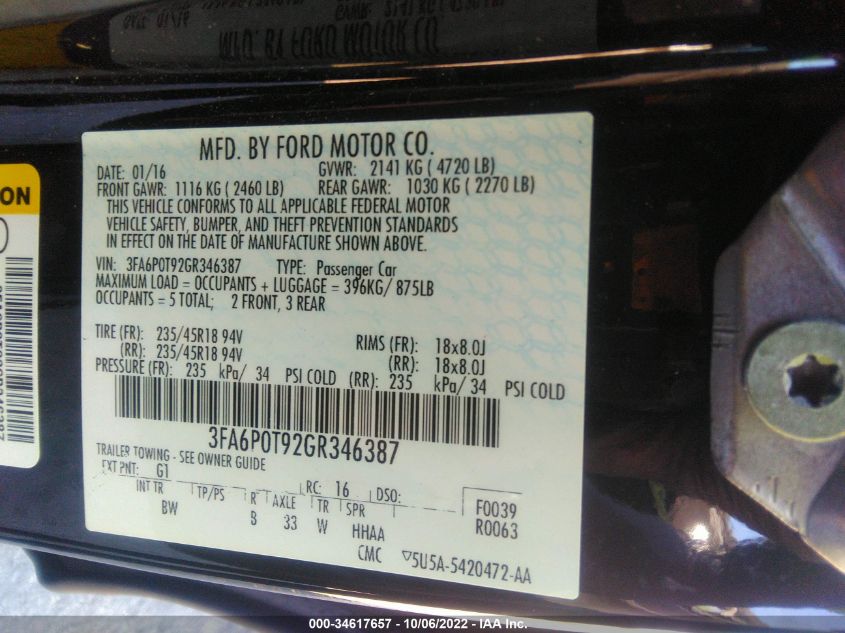 MFD. BY FORD MOTOR CO.
DATE: 01/16 GVWR: 2141 KG ( 4720 LB)
FRONT GAWR: 1116 KG ( 2460 LB) REAR GAWR: 1030 KG ( 2270 LB)
THIS VEHICLE CONFORMS TO ALL APPLICABLE FEDERAL MOTOR
VEHICLE SAFETY, BUMPER, AND THEFT PREVENTION STANDARDS
IN EFFECT ON THE DATE OF MANUFACTURE SHOWN ABOVE.
VIN: 3FA6P0T92GR346387 TYPE: Passenger Car
MAXIMUM LOAD = OCCUPANTS + LUGGAGE = 396KG/ 875LB
OCCUPANTS = 5 TOTAL; 2 FRONT, 3 REAR
TIRE (FR): 235/45R18 94V RIMS (FR): 18x8.0J
(RR): 235/45R18 94V (RR): 18x8.0J
PRESSURE (FR): 235 kPa/ 34 PSI COLD (RR): 235 kPa/ 34 PSI COLD
3FA6P0T92GR346387
TRAILER TOWING - SEE OWNER GUIDE
EXT PNT: G1 RC: 16 DSO: F0039
INT TR TP/PS R AXLE TR SPR R0063
BW B 33 W HHAA
CMC ▽5U5A-5420472-AA
ION
000-34617657 - 10/06/2022 - IAA Inc.